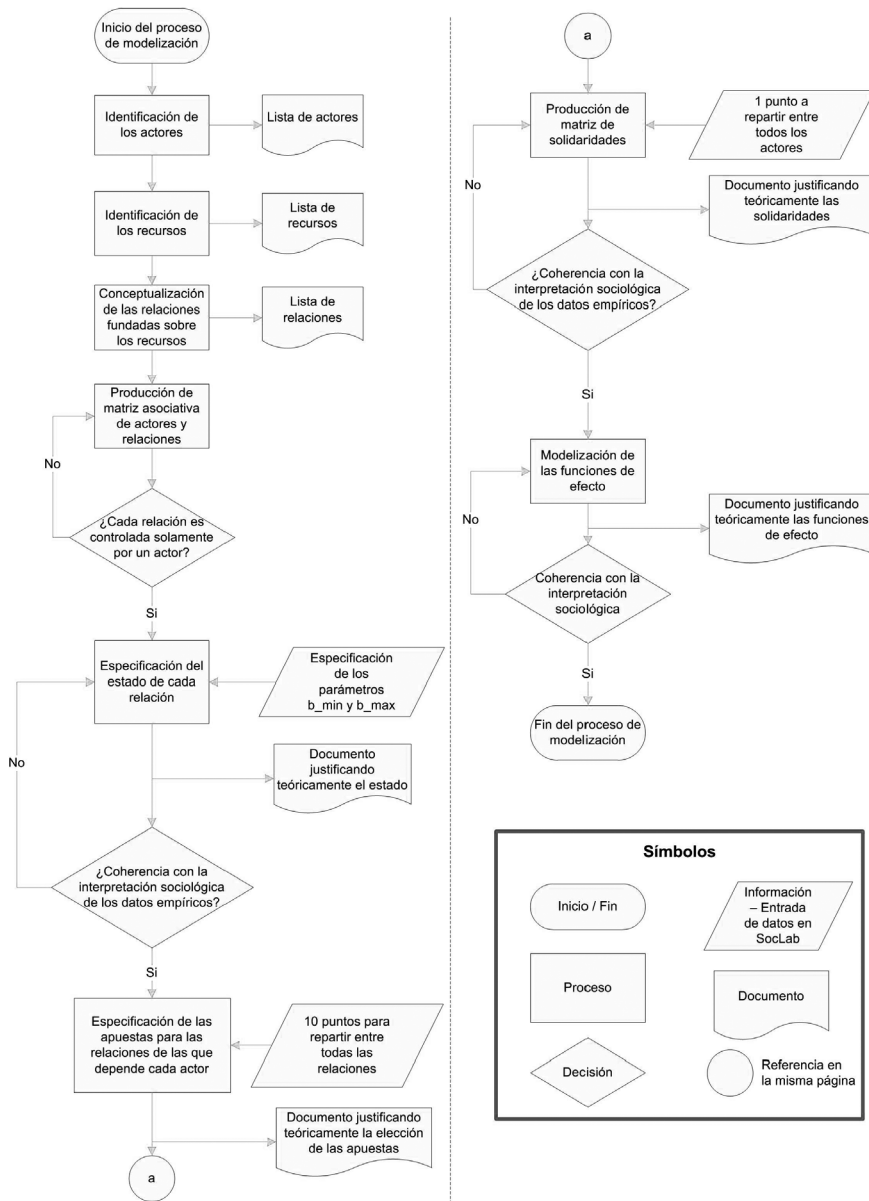 Inicio del proceso
de modelización
Identificación de
los actores
Lista de actores
Identificación de
los recursos
Lista de
recursos
Conceptualización
de las relaciones
fundadas sobre
los recursos
Lista de
relaciones
Producción de
matriz asociativa
de actores y
relaciones
No
¿Cada relación es
controlada solamente
por un actor?
Si
Especificación del
estado de cada
relación
Especificación
de los
parámetros
b_min y b_max
No
Documento
justificando
teóricamente el estado
¿Coherencia con la
interpretación sociológica
de los datos empíricos?
Si
Especificación de las
apuestas para las
relaciones de las que
depende cada actor
10 puntos para
repartir entre
todas las
relaciones
Documento justificando
teóricamente la elección
de las apuestas
a
a
Producción de
matriz de
solidaridades
1 punto a
repartir entre
todos los
actores
No
Documento justificando
teóricamente las
solidaridades
¿Coherencia con la
interpretación sociológica
de los datos empíricos?
Si
Modelización de
las funciones de
efecto
No
Documento justificando
teóricamente las funciones
de efecto
Coherencia con la
interpretación
sociológica
Si
Fin del proceso de
modelización
Símbolos
Inicio / Fin
Información
– Entrada
de datos en
SocLab
Proceso
Documento
Decisión
Referencia en
la misma página